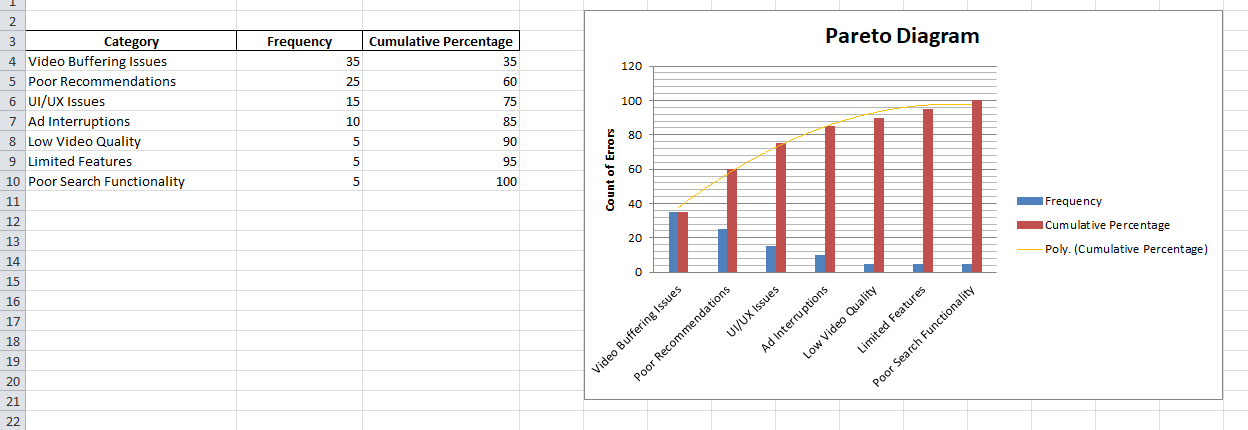 1
2
3 Category Frequency Cumulative Percentage
4 Video Buffering Issues 35 35
5 Poor Recommendations 25 60
6 UI/UX Issues 15 75
7 Ad Interruptions 10 85
8 Low Video Quality 5 90
9 Limited Features 5 95
10 Poor Search Functionality 5 100
11
12
13
14
15
16
17
18
19
20
21
22
Pareto Diagram
Count of Errors
120
100
80
60
40
20
0
Video Buffering Issues
Poor Recommendations
UI/UX Issues
Ad Interruptions
Low Video Quality
Limited Features
Poor Search Functionality
Frequency
Cumulative Percentage
Poly. (Cumulative Percentage)